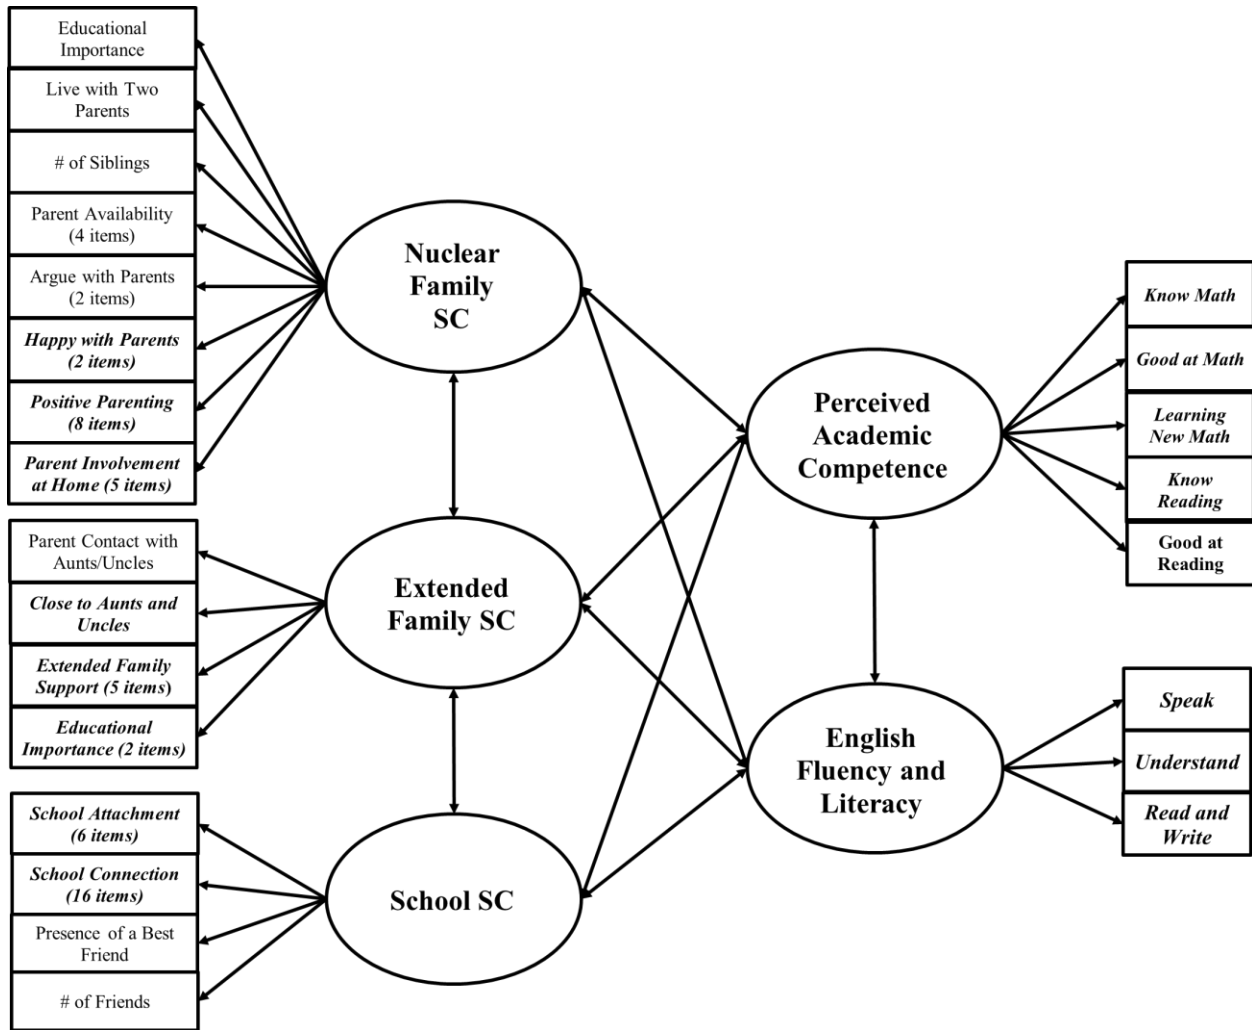 Educational
Importance
Live with Two
Parents
# of Siblings
Parent Availability
(4 items)
Argue with Parents
(2 items)
Happy with Parents
(2 items)
Positive Parenting
(8 items)
Parent Involvement
at Home (5 items)
Parent Contact with
Aunts/Uncles
Close to Aunts and
Uncles
Extended Family
Support (5 items)
Educational
Importance (2 items)
School Attachment
(6 items)
School Connection
(16 items)
Presence of a Best
Friend
# of Friends
Nuclear
Family
SC
Extended
Family SC
School SC
Perceived
Academic
Competence
English
Fluency and
Literacy
Know Math
Good at Math
Learning
New Math
Know
Reading
Good at
Reading
Speak
Understand
Read and
Write